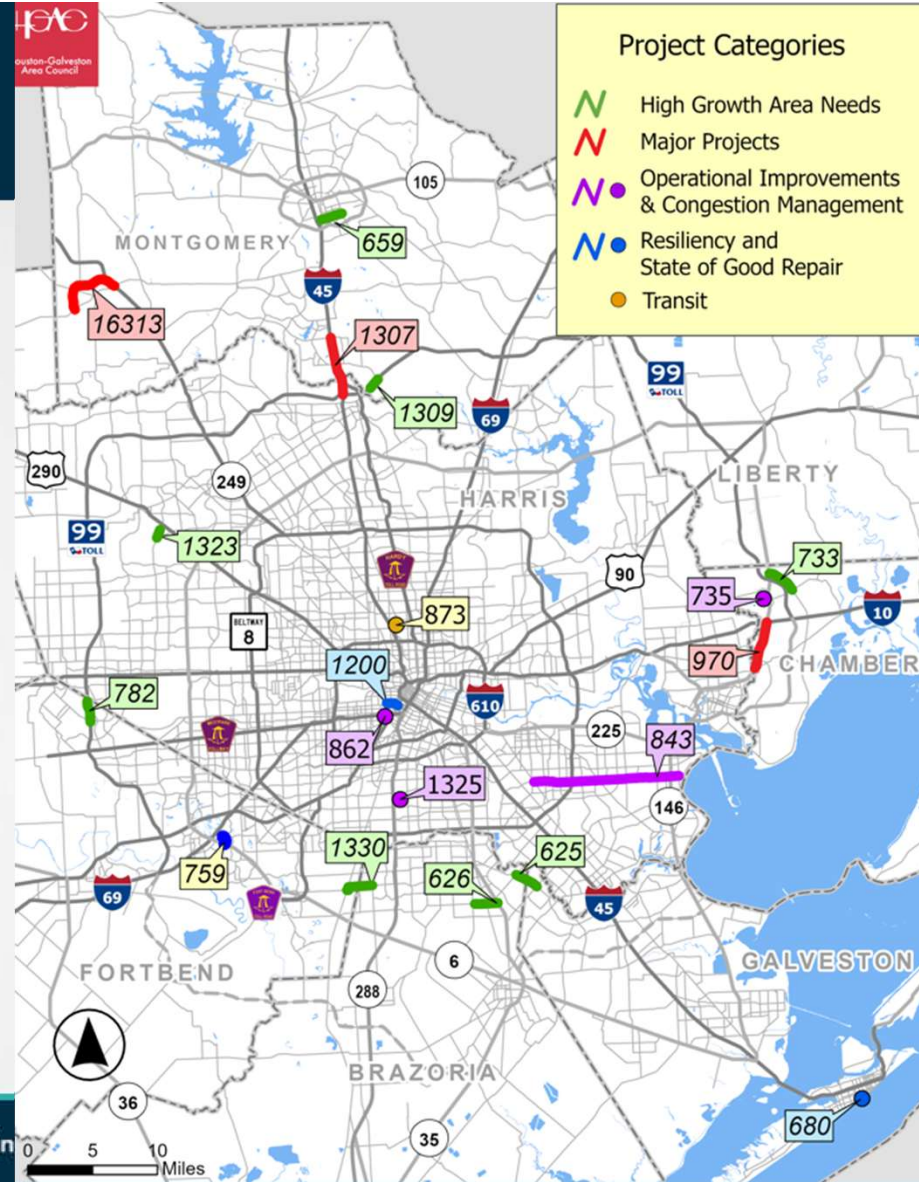 HGAC
ouston-Galveston
Area Council
Project Categories
High Growth Area Needs
Major Projects
Operational Improvements
& Congestion Management
Resiliency and
State of Good Repair
Transit
105
MONTGOMERY
659
45
16313
1307
99
TOLL
1309
69
290
249
LIBERTY
HARRIS
99
TOLL
1323
HARDY
90
733
735
10
BELTWAY
8
873
1200
970
CHAMBER
782
610
862
225
843
1325
146
759
1330
625
626
69
45
6
FORTBEND
GALVESTON
288
BRAZORIA
36
680
35
n
0 5 10
Miles